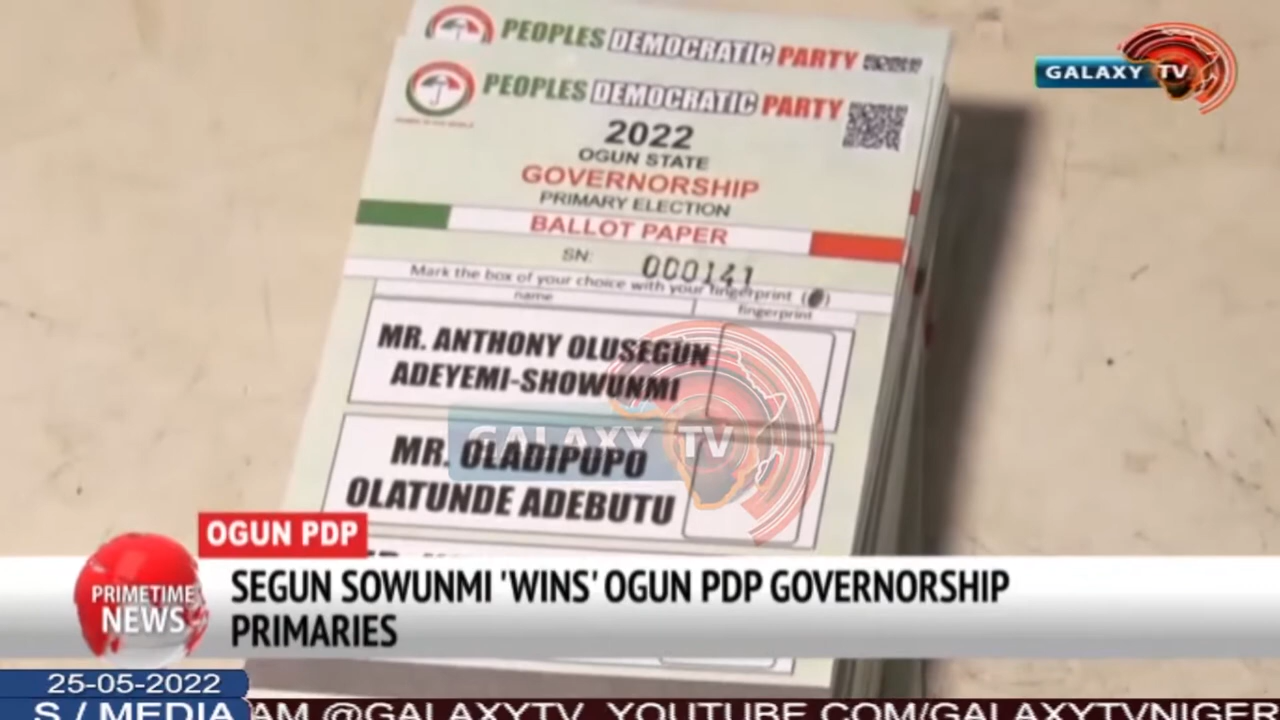 PEOPLES DEMOCRATIC PARTY
GALAXY TV
PEOPLES DEMOCRATIC PARTY
2022
OGUN STATE
GOVERNORSHIP
PRIMARY ELECTION
BALLOT PAPER
SN: 000141
Mark the box of your choice with your fingerprint ( )
name fingerprint
MR. ANTHONY OLUSEGUN
ADEYEMI-SHOWUNMI
GALAXY TV
MR. OLADIPUPO
OLATUNDE ADEBUTU
OGUN PDP
PRIMETIME
NEWS
SEGUN SOWUNMI 'WINS' OGUN PDP GOVERNORSHIP
PRIMARIES
25-05-2022
S / MEDIA AM @GALAXYTV YOUTUBE COM/GALAXYTVNIGER